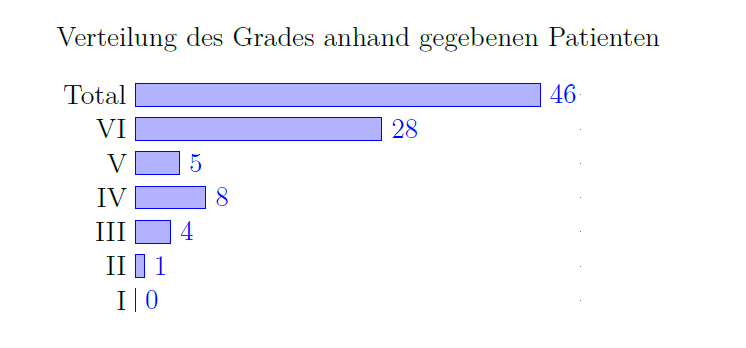 Verteilung des Grades anhand gegebenen Patienten
Total 46
VI 28
V 5
IV 8
III 4
II 1
I 0